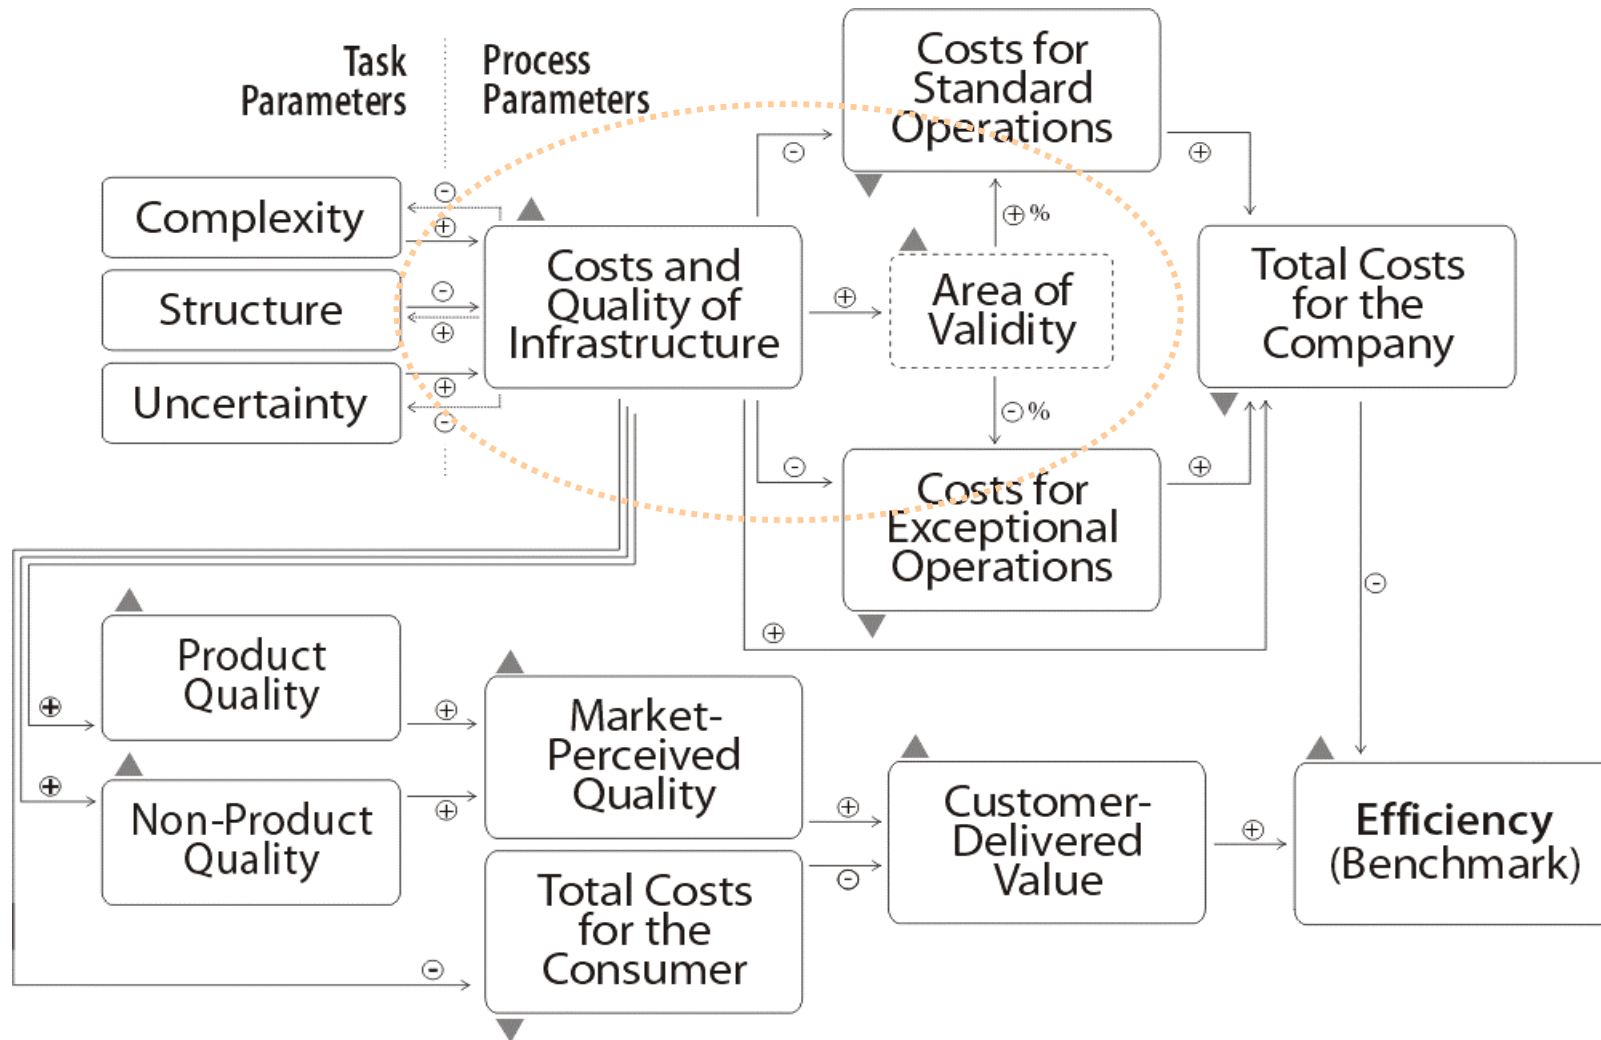 Task
Parameters
Process
Parameters
Costs for
Standard
Operations
Complexity
Structure
Uncertainty
⊖
⊕
⊖
⊕
⊕
⊖
Costs and
Quality of
Infrastructure
⊖
⊕
⊖
Area of
Validity
⊕%
⊖%
Costs for
Exceptional
Operations
⊕
⊕
⊕
Total Costs
for the
Company
⊖
Product
Quality
Non-Product
Quality
⊕
⊕
⊕
⊕
Market-
Perceived
Quality
Total Costs
for the
Consumer
⊖
⊕
⊖
Customer-
Delivered
Value
⊕
Efficiency
(Benchmark)